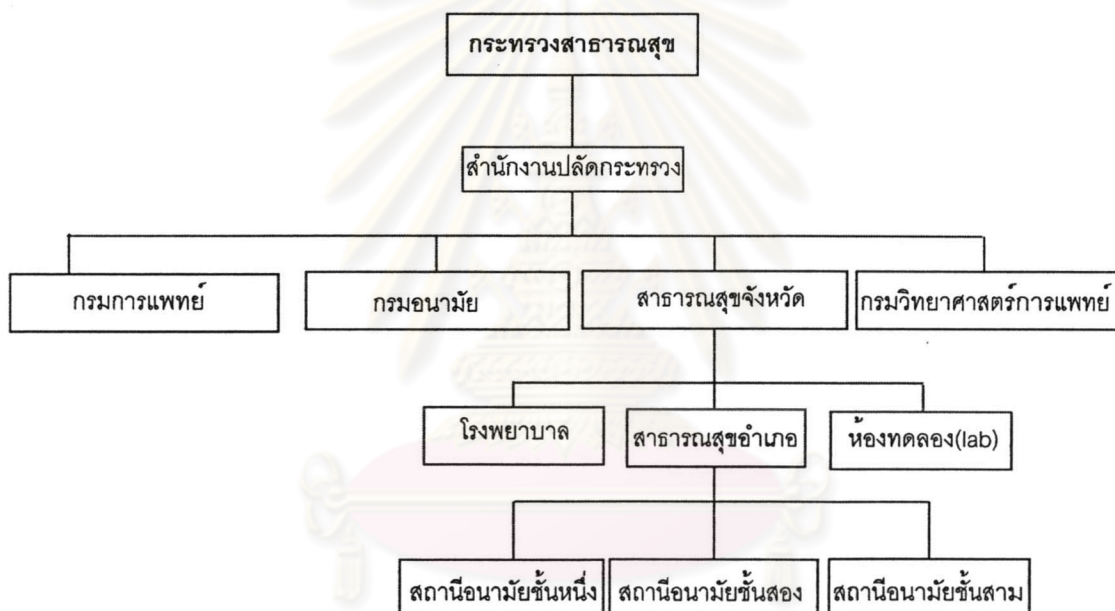 กระทรวงสาธารณสุข
สำนักงานปลัดกระทรวง
กรมการแพทย์
กรมอนามัย
สาธารณสุขจังหวัด
กรมวิทยาศาสตร์การแพทย์
โรงพยาบาล
สาธารณสุขอำเภอ
ห้องทดลอง(lab)
สถานีอนามัยชั้นหนึ่ง
สถานีอนามัยชั้นสอง
สถานีอนามัยชั้นสาม